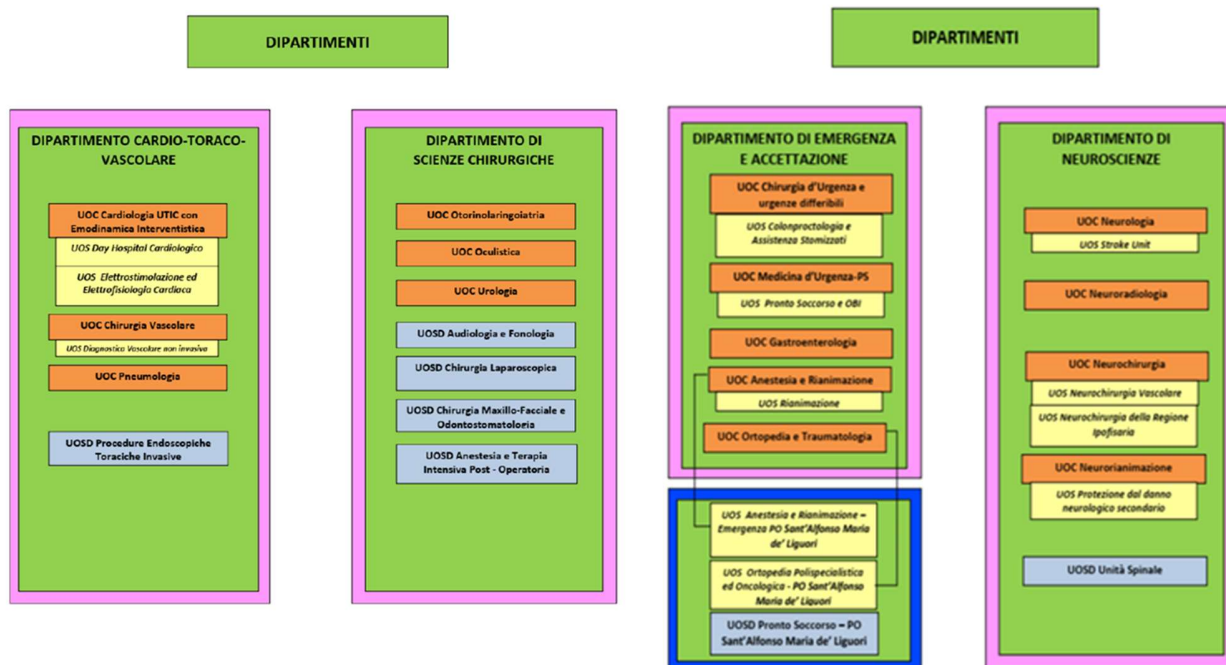 DIPARTIMENTI
DIPARTIMENTO CARDIO-TORACO-
VASCOLARE
UOC Cardiologia UTIC con
Emodinamica Interventistica
UOS Day Hospital Cardiologico
UOS Elettrostimolazione ed
Elettrofisiologia Cardiaca
UOC Chirurgia Vascolare
UOS Diagnostica Vascolare non invasiva
UOC Pneumologia
UOSD Procedure Endoscopiche
Toraciche Invasive
DIPARTIMENTO DI
SCIENZE CHIRURGICHE
UOC Otorinolaringoiatria
UOC Oculistica
UOC Urologia
UOSD Audiologia e Fonologia
UOSD Chirurgia Laparoscopica
UOSD Chirurgia Maxillo-Facciale e
Odontostomatologia
UOSD Anestesia e Terapia
Intensiva Post - Operatoria
DIPARTIMENTI
DIPARTIMENTO DI EMERGENZA
E ACCETTAZIONE
UOC Chirurgia d'Urgenza e
urgenze differibili
UOS Colonproctologia e
Assistenza Stomizzati
UOC Medicina d'Urgenza-PS
UOS Pronto Soccorso e OBI
UOC Gastroenterologia
UOC Anestesia e Rianimazione
UOS Rianimazione
UOC Ortopedia e Traumatologia
UOS Anestesia e Rianimazione –
Emergenza PO Sant'Alfonso Maria
de' Liguori
UOS Ortopedia Polispecialistica
ed Oncologica - PO Sant'Alfonso
Maria de' Liguori
UOSD Pronto Soccorso – PO
Sant'Alfonso Maria de' Liguori
DIPARTIMENTO DI
NEUROSCIENZE
UOC Neurologia
UOS Stroke Unit
UOC Neuroradiologia
UOC Neurochirurgia
UOS Neurochirurgia Vascolare
UOS Neurochirurgia della Regione
Ipofisaria
UOC Neurorianimazione
UOS Protezione dal danno
neurologico secondario
UOSD Unità Spinale